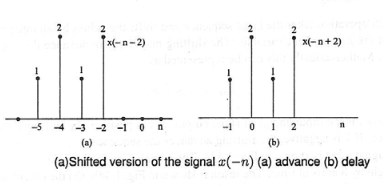 2 2 x(-n-2)
1 1
-5 -4 -3 -2 -1 0 n
(a)
2 2 x(-n+2)
1 1
-1 0 1 2 n
(b)
(a)Shifted version of the signal x(−n) (a) advance (b) delay